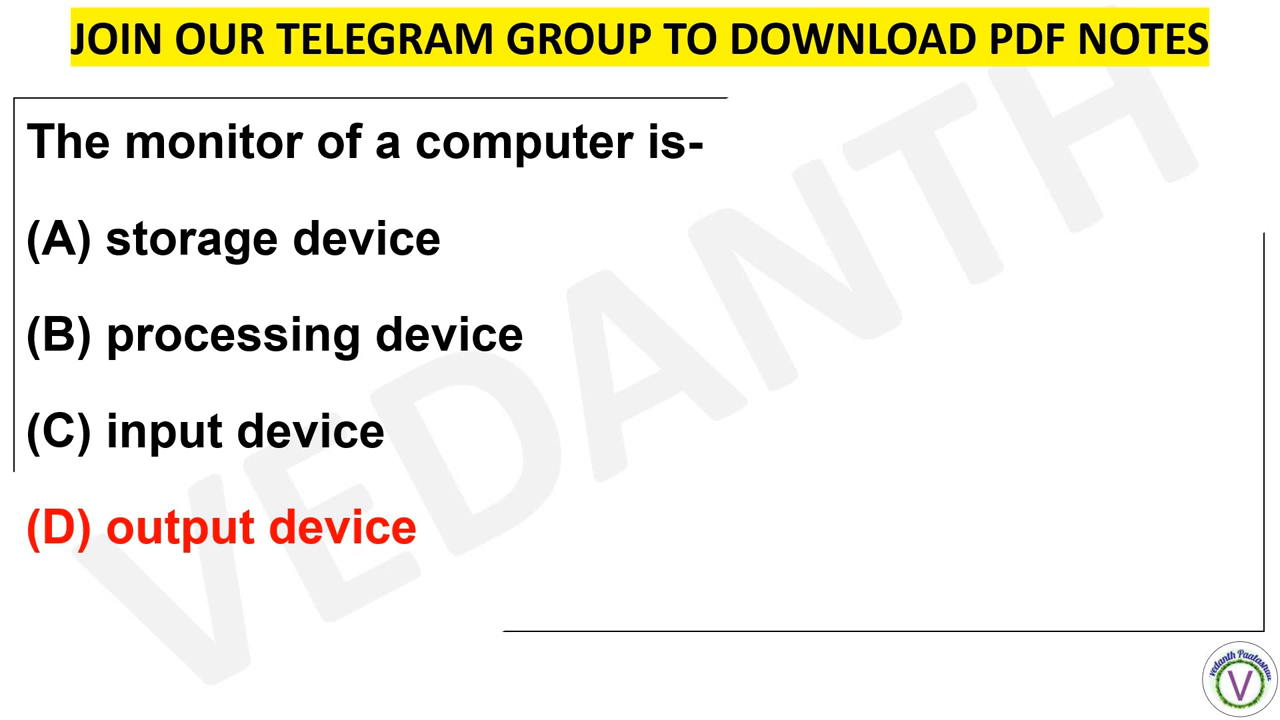 JOIN OUR TELEGRAM GROUP TO DOWNLOAD PDF NOTES
The monitor of a computer is-
(A) storage device
(B) processing device
(C) input device
(D) output device
VEDANTH
V